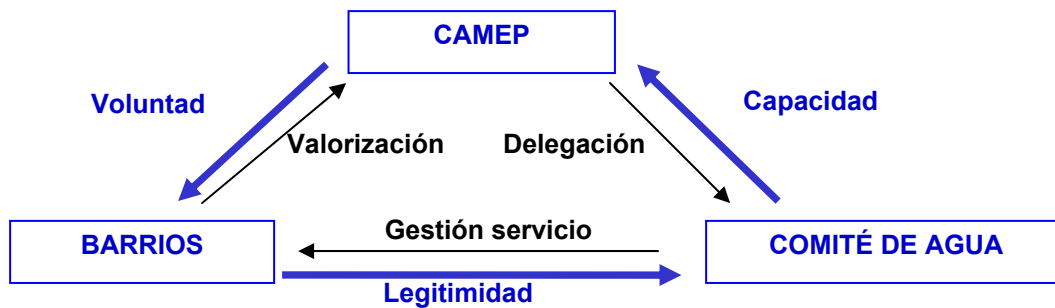 CAMEP
Voluntad
Capacidad
Valorización
Delegación
BARRIOS
Gestión servicio
COMITÉ DE AGUA
Legitimidad